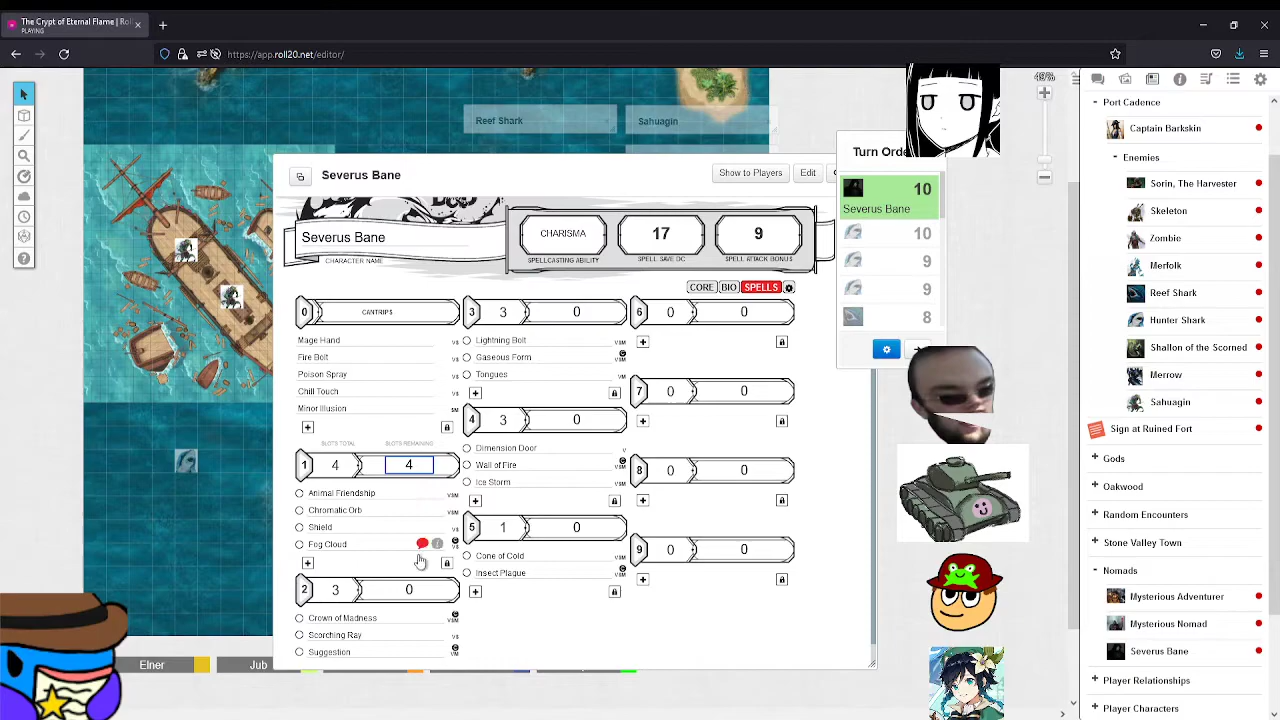 The Crypt of Eternal Flame | Roll
PLAYING
https://app.roll20.net/editor/
49%
Reef Shark
Sahuagin
Severus Bane
Show to Players
Edit
Severus Bane
CHARACTER NAME
CHARISMA
17
9
SPELLCASTING ABILITY
SPELL SAVE DC
SPELL ATTACK BONUS
CORE
BIO
SPELLS
0
CANTRIPS
Mage Hand
Fire Bolt
Poison Spray
Chill Touch
Minor Illusion
SLOTS TOTAL
SLOTS REMAINING
1
4
4
Animal Friendship
Chromatic Orb
Shield
Fog Cloud
2
3
0
Crown of Madness
Scorching Ray
Suggestion
3
3
0
Lightning Bolt
Gaseous Form
Tongues
4
3
0
Dimension Door
Wall of Fire
Ice Storm
5
1
0
Cone of Cold
Insect Plague
6
0
0
7
0
0
8
0
0
9
0
0
Turn Orde
10
Severus Bane
10
9
9
8
Port Cadence
Captain Barkskin
Enemies
Sorin, The Harvester
Skeleton
Zombie
Merfolk
Reef Shark
Hunter Shark
Shallon of the Scorned
Merrow
Sahuagin
Sign at Ruined Fort
Gods
Oakwood
Random Encounters
Stone Valley Town
Nomads
Mysterious Adventurer
Mysterious Nomad
Severus Bane
Player Relationships
Player Characters
Elner
Jub